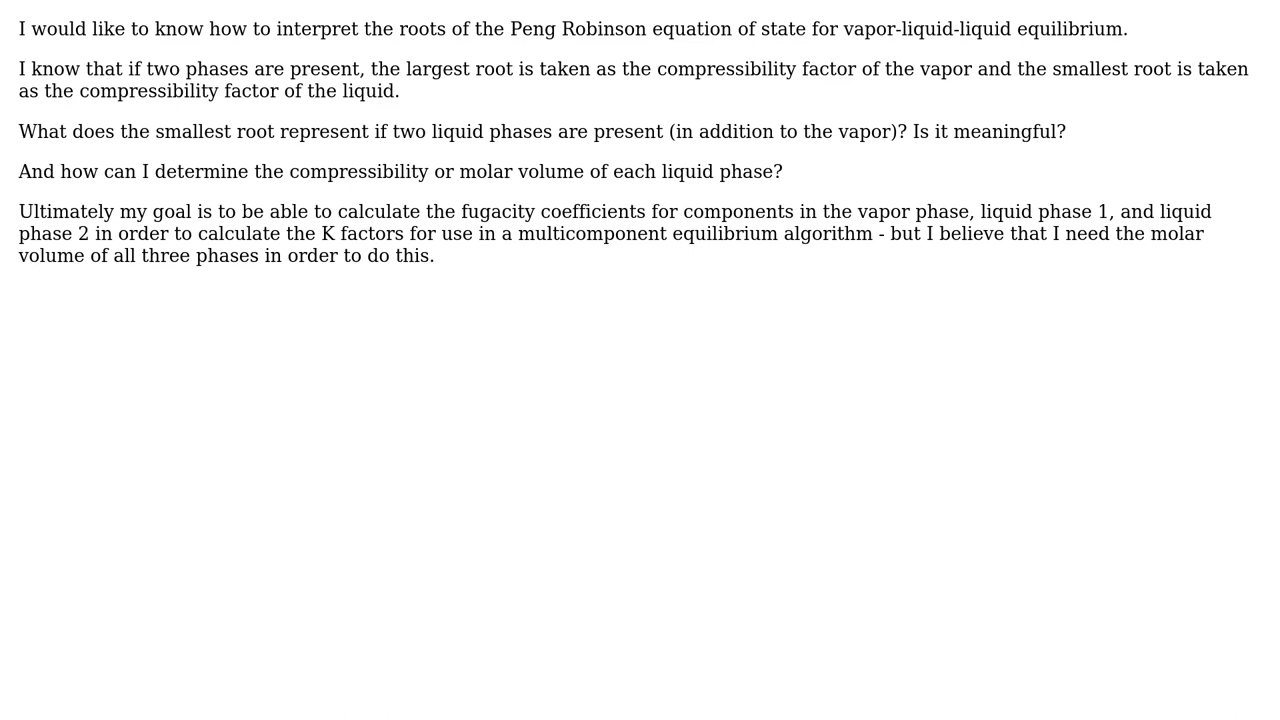 I would like to know how to interpret the roots of the Peng Robinson equation of state for vapor-liquid-liquid equilibrium.
I know that if two phases are present, the largest root is taken as the compressibility factor of the vapor and the smallest root is taken
as the compressibility factor of the liquid.
What does the smallest root represent if two liquid phases are present (in addition to the vapor)? Is it meaningful?
And how can I determine the compressibility or molar volume of each liquid phase?
Ultimately my goal is to be able to calculate the fugacity coefficients for components in the vapor phase, liquid phase 1, and liquid
phase 2 in order to calculate the K factors for use in a multicomponent equilibrium algorithm - but I believe that I need the molar
volume of all three phases in order to do this.